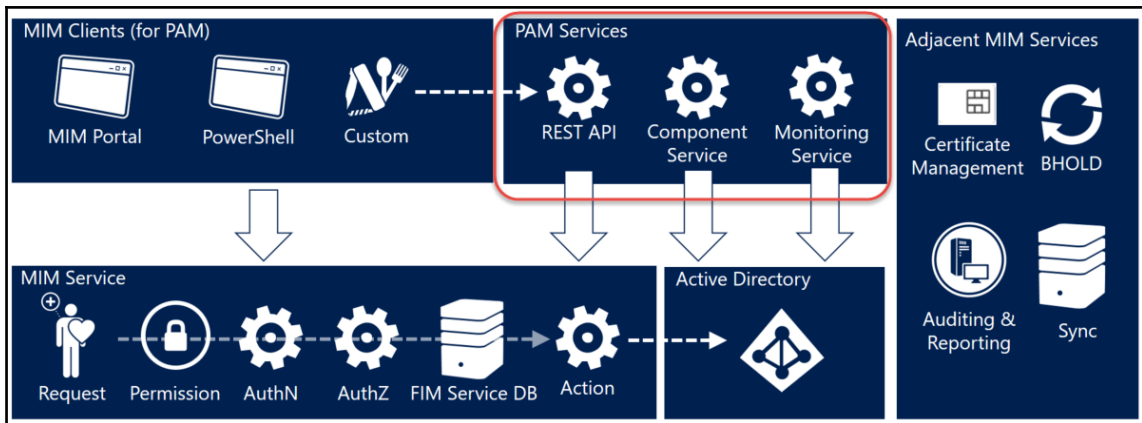 MIM Clients (for PAM)
MIM Portal
PowerShell
Custom
PAM Services
REST API
Component
Service
Monitoring
Service
Adjacent MIM Services
Certificate
Management
BHOLD
Auditing &
Reporting
Sync
MIM Service
Request
Permission
AuthN
AuthZ
FIM Service DB
Action
Active Directory